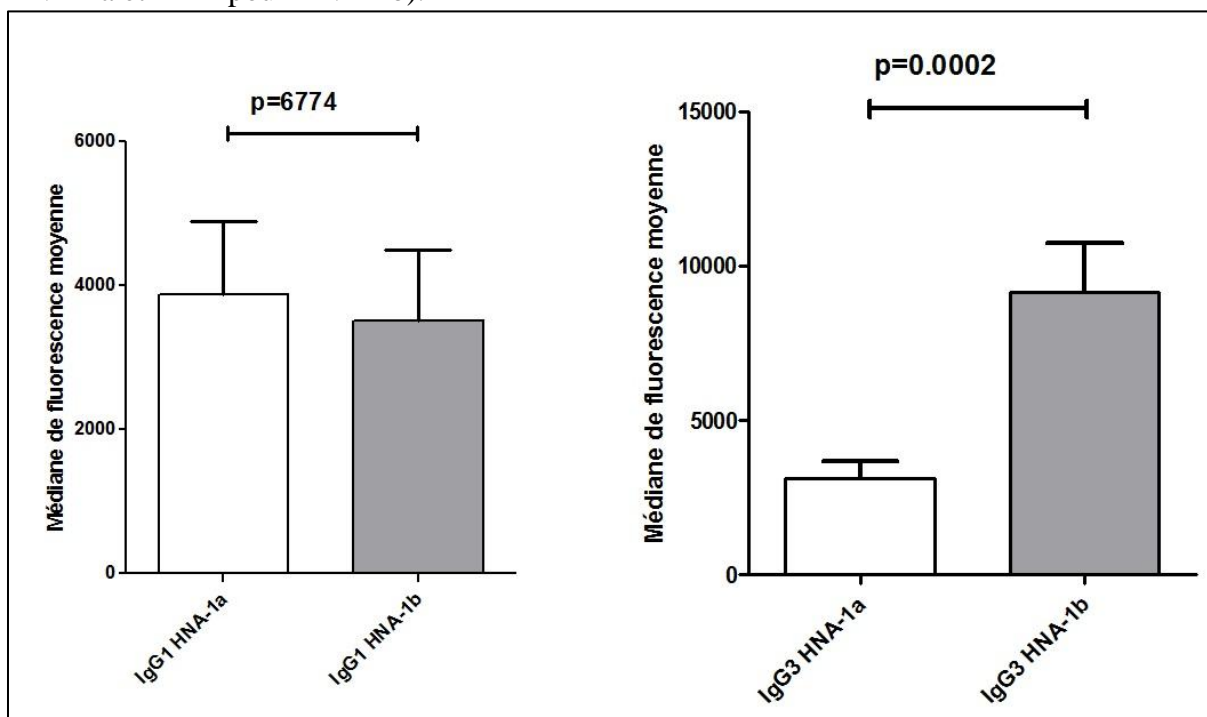 p=6774
6000
4000
2000
0
Médiane de fluorescence moyenne
IgG1 HNA-1a
IgG1 HNA-1b
p=0.0002
15000
10000
5000
0
Médiane de fluorescence moyenne
IgG3 HNA-1a
IgG3 HNA-1b